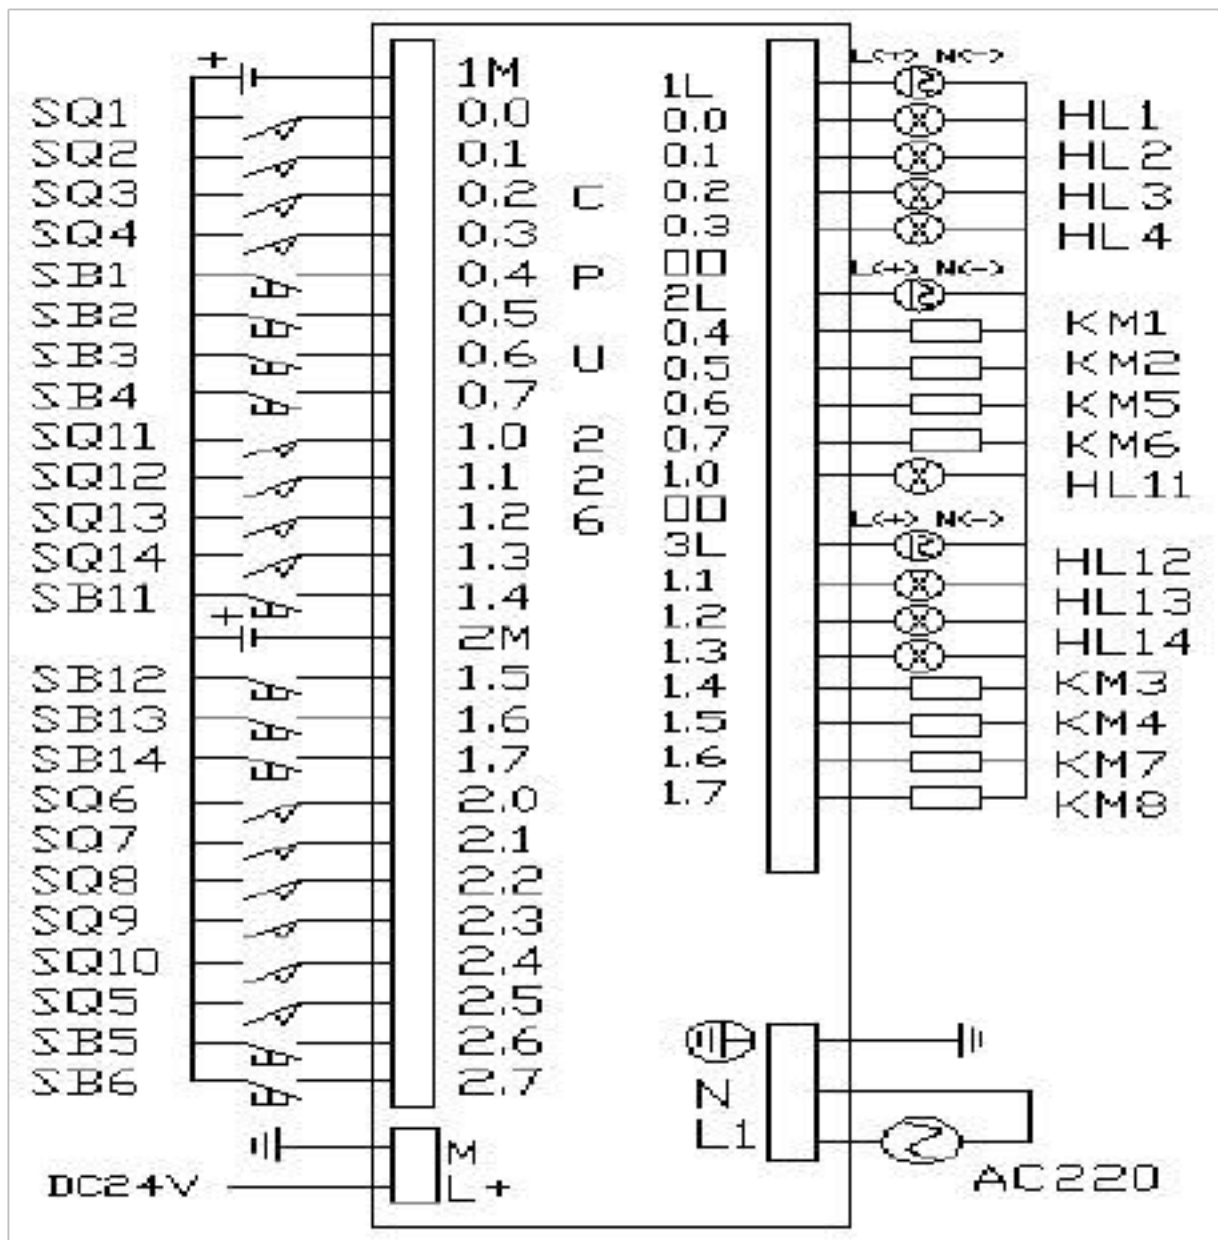 + 1M 1L L(+) N(-)
SQ1 0.0 0.0 HL1
SQ2 0.1 0.1 HL2
SQ3 0.2 C 0.2 HL3
SQ4 0.3 0.3 HL4
SB1 0.4 P □□ L(+) N(-)
SB2 0.5 2L
SB3 0.6 U 0.4 KM1
SB4 0.7 0.5 KM2
SQ11 1.0 2 0.6 KM5
SQ12 1.1 2 0.7 KM6
SQ13 1.2 6 1.0 HL11
SQ14 1.3 □□ L(+) N(-)
SB11 1.4 3L HL12
+ 2M 1.1 HL13
SB12 1.5 1.2 HL14
SB13 1.6 1.3 KM3
SB14 1.7 1.4 KM4
SQ6 2.0 1.5 KM7
SQ7 2.1 1.6 KM8
SQ8 2.2 1.7
SQ9 2.3
SQ10 2.4
SQ5 2.5
SB5 2.6
SB6 2.7 N
M L1
DC24V L+ AC220